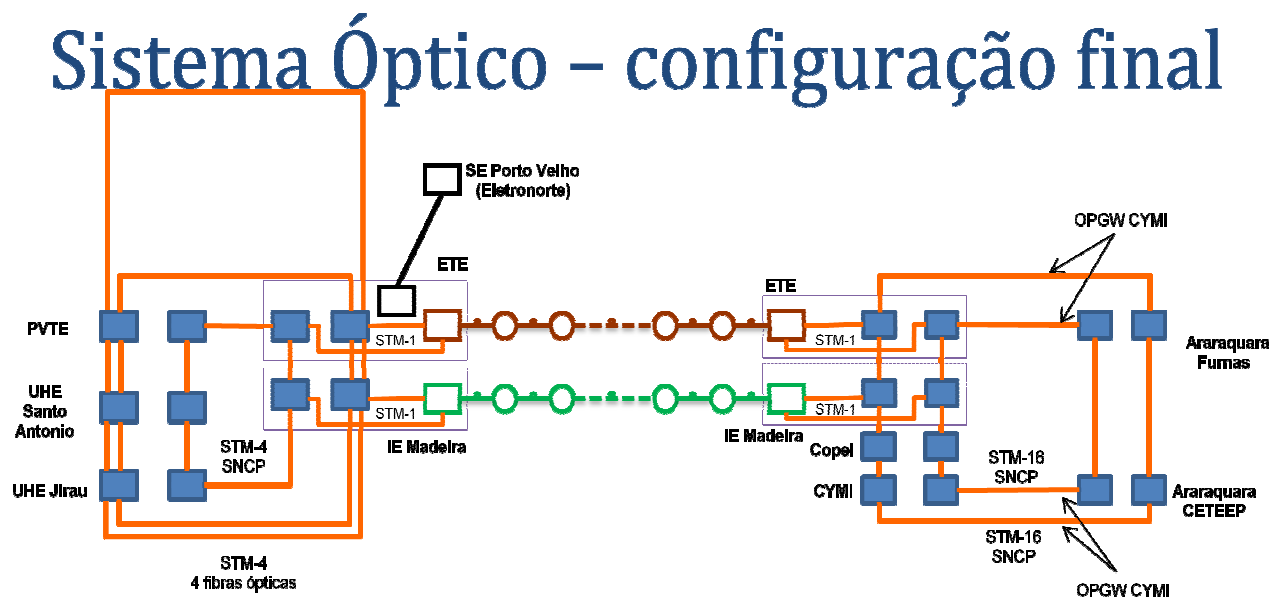 Sistema Óptico – configuração final
SE Porto Velho
(Eletronorte)
OPGW CYMI
ETE
ETE
PVTE
STM-1
STM-1
Araraquara
Furnas
UHE
Santo
Antonio
STM-1
STM-1
IE Madeira
IE Madeira
Copel
STM-4
SNCP
STM-16
SNCP
UHE Jirau
CYMI
Araraquara
CETEEP
STM-16
SNCP
STM-4
4 fibras ópticas
OPGW CYMI